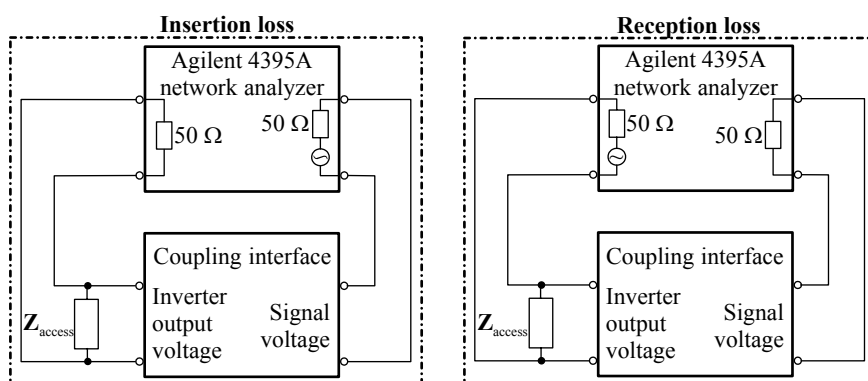 Insertion loss
Agilent 4395A
network analyzer
50 Ω
50 Ω
Coupling interface
Inverter
output
voltage
Signal
voltage
Zaccess
Reception loss
Agilent 4395A
network analyzer
50 Ω
50 Ω
Coupling interface
Inverter
output
voltage
Signal
voltage
Zaccess